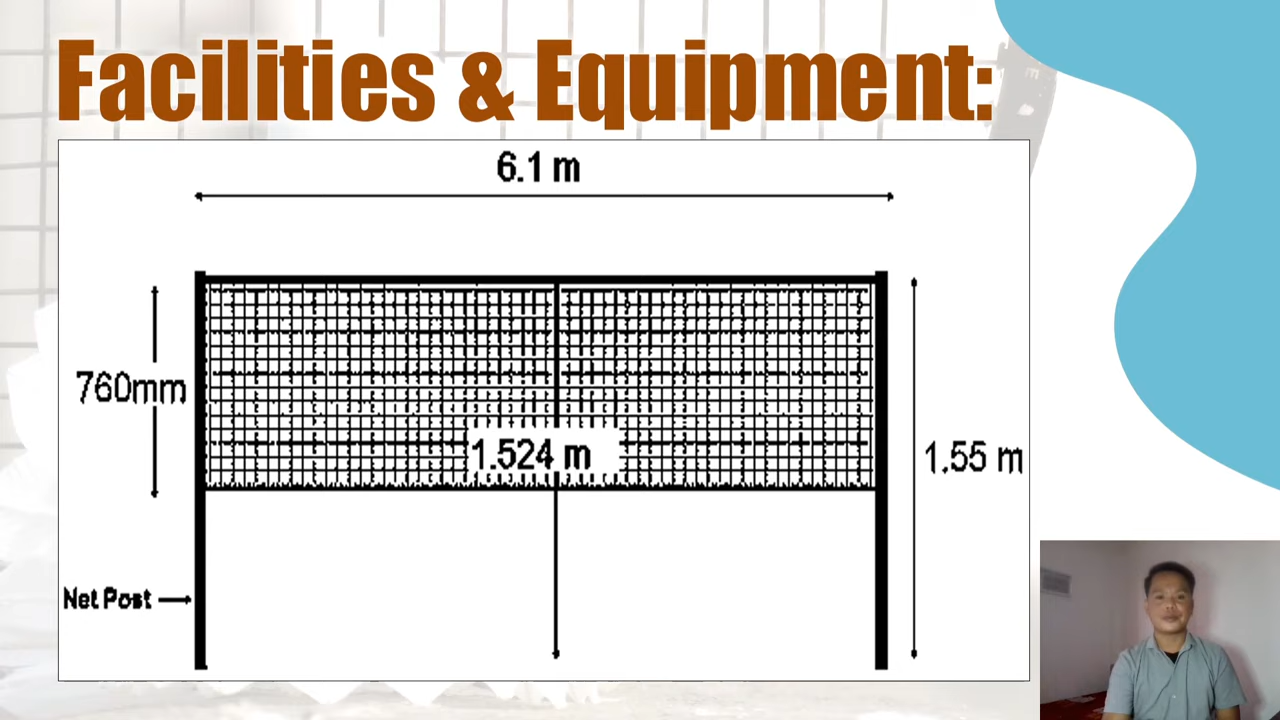 Facilities & Equipment:
6.1 m
760mm
1.524 m
1.55 m
Net Post